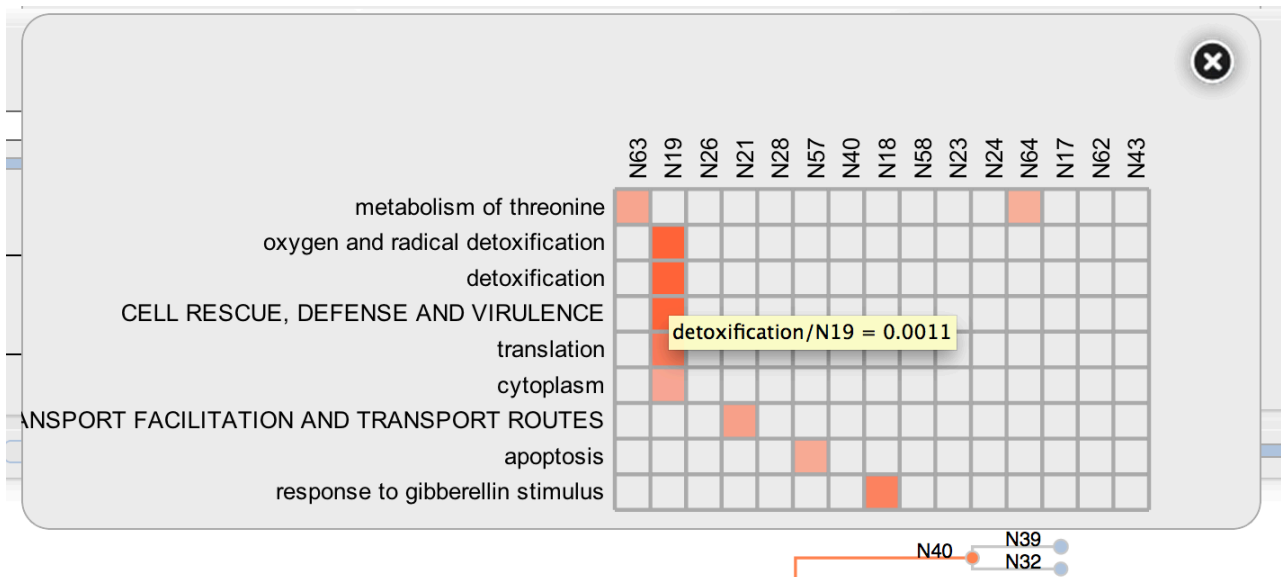 N63 N19 N26 N21 N28 N57 N40 N18 N58 N23 N24 N64 N17 N62 N43
metabolism of threonine
oxygen and radical detoxification
detoxification
CELL RESCUE, DEFENSE AND VIRULENCE
detoxification/N19 = 0.0011
translation
cytoplasm
ANSPORT FACILITATION AND TRANSPORT ROUTES
apoptosis
response to gibberellin stimulus
N39
N40
N32